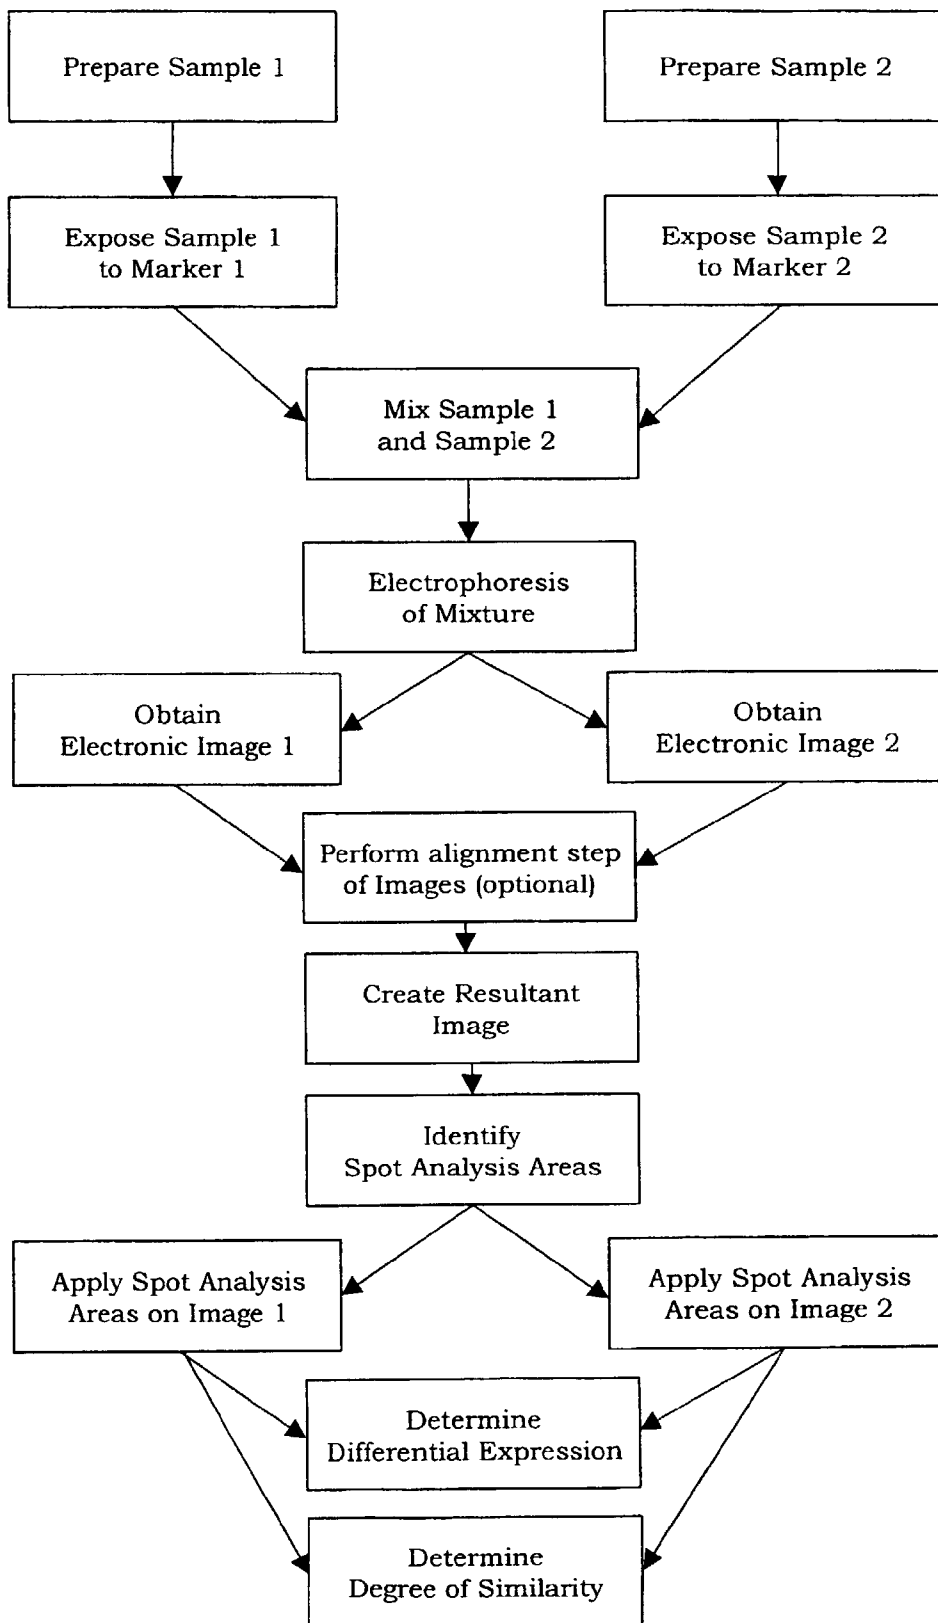 Prepare Sample 1
Prepare Sample 2
Expose Sample 1
to Marker 1
Expose Sample 2
to Marker 2
Mix Sample 1
and Sample 2
Electrophoresis
of Mixture
Obtain
Electronic Image 1
Obtain
Electronic Image 2
Perform alignment step
of Images (optional)
Create Resultant
Image
Identify
Spot Analysis Areas
Apply Spot Analysis
Areas on Image 1
Apply Spot Analysis
Areas on Image 2
Determine
Differential Expression
Determine
Degree of Similarity